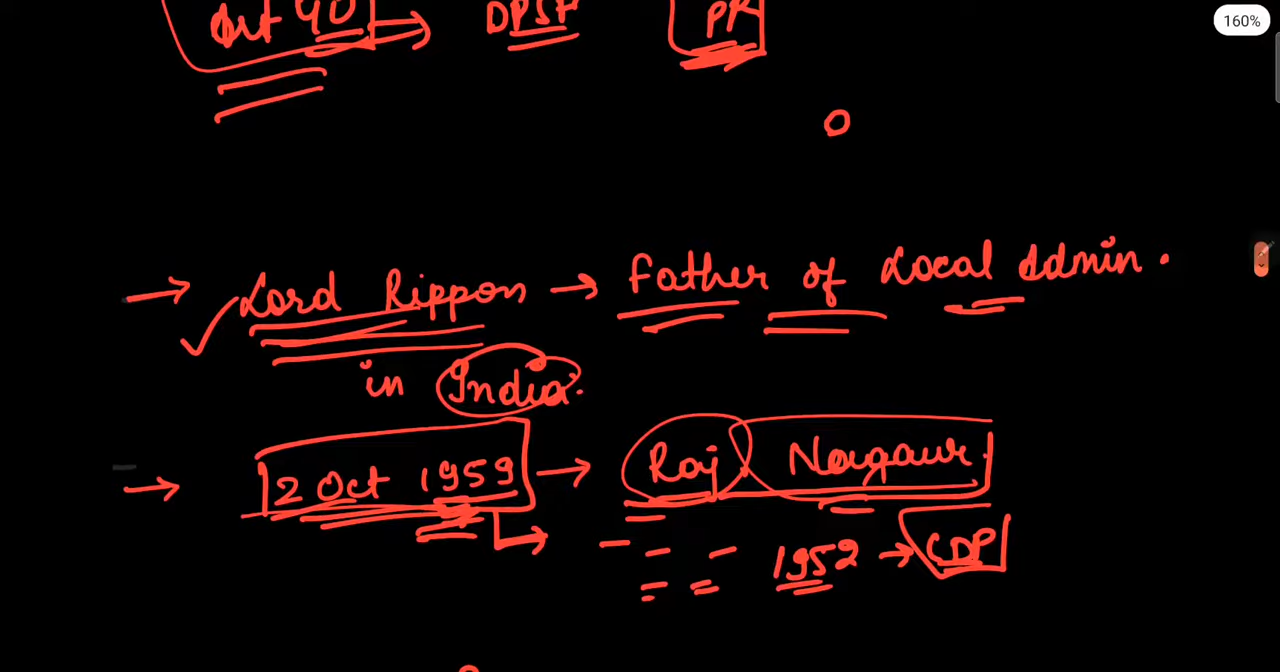 160%
Art 40 → DPSP PR
→ Lord Rippon → Father of Local Admin.
in India.
→ 2 Oct 1959 → Raj. Nagaur.
1952 → CDP